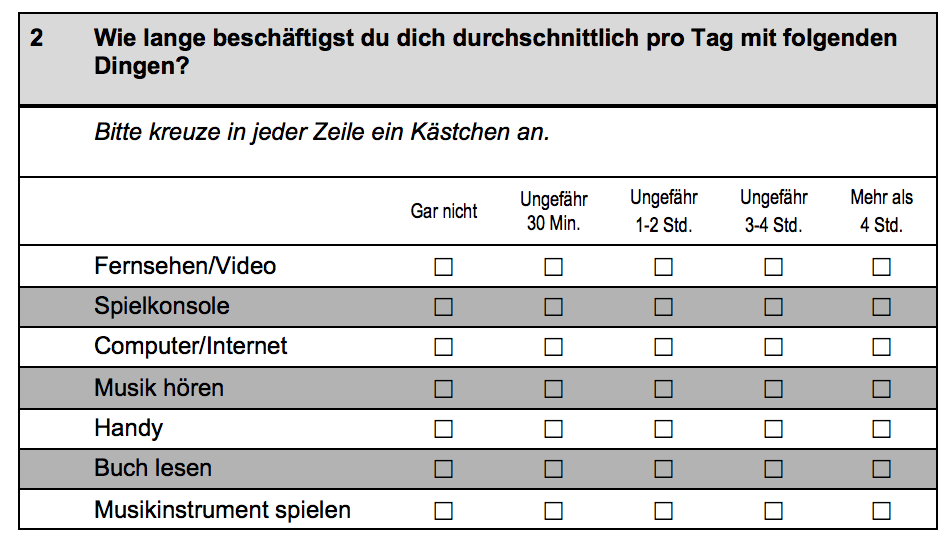 2 Wie lange beschäftigst du dich durchschnittlich pro Tag mit folgenden
Dingen?
Bitte kreuze in jeder Zeile ein Kästchen an.
Gar nicht
Ungefähr
30 Min.
Ungefähr
1-2 Std.
Ungefähr
3-4 Std.
Mehr als
4 Std.
Fernsehen/Video
Spielkonsole
Computer/Internet
Musik hören
Handy
Buch lesen
Musikinstrument spielen